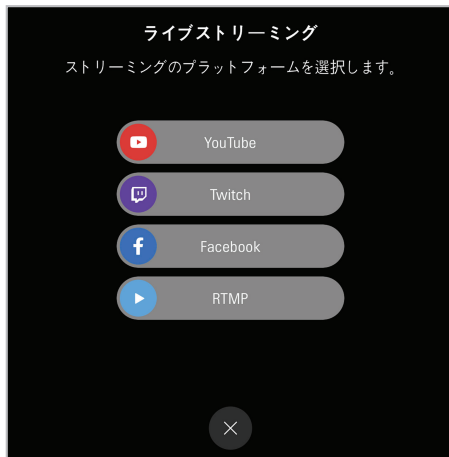 ライブストリーミング
ストリーミングのプラットフォームを選択します。
YouTube
Twitch
Facebook
RTMP